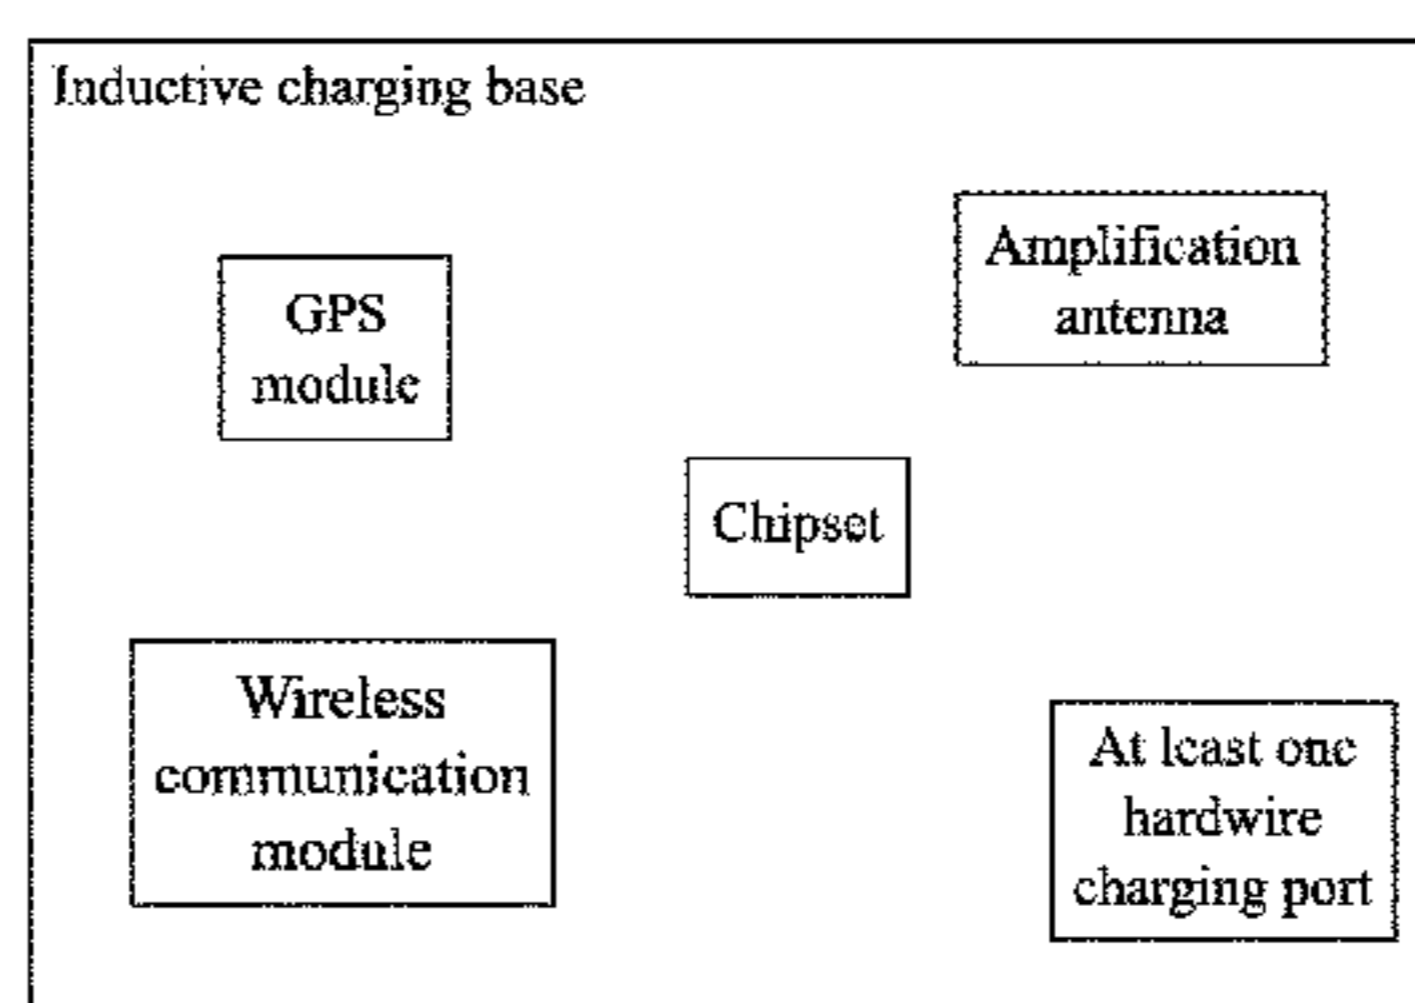 Inductive charging base
Amplification
antenna
GPS
module
Chipset
Wireless
communication
module
At least one
hardwire
charging port